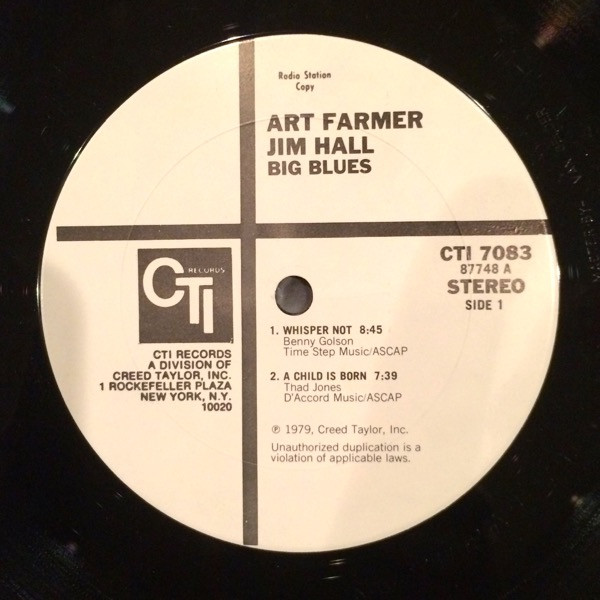 Radio Station
Copy
ART FARMER
JIM HALL
BIG BLUES
CTI RECORDS
CTI RECORDS
A DIVISION OF
CREED TAYLOR, INC.
1 ROCKEFELLER PLAZA
NEW YORK, N.Y.
10020
CTI 7083
87748 A
STEREO
SIDE 1
1. WHISPER NOT 8:45
Benny Golson
Time Step Music/ASCAP
2. A CHILD IS BORN 7:39
Thad Jones
D'Accord Music/ASCAP
℗ 1979, Creed Taylor, Inc.
Unauthorized duplication is a
violation of applicable laws.